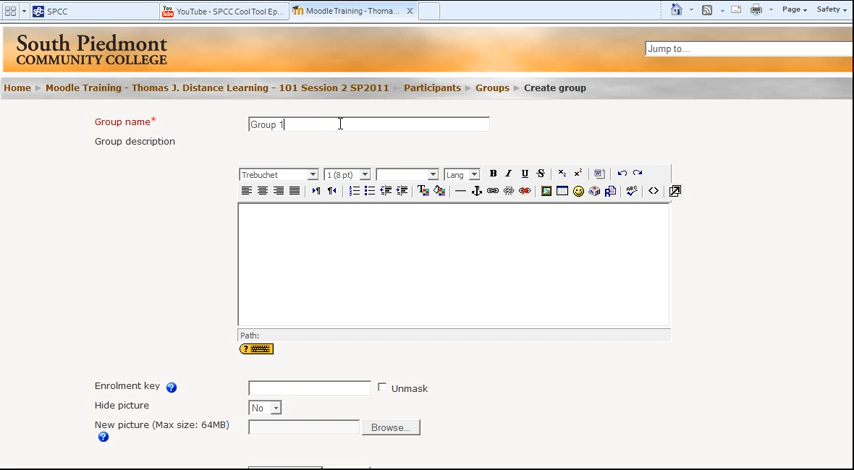 SPCC
YouTube - SPCC Cool Tool Ep...
Moodle Training - Thoma...
Page
Safety
South Piedmont
COMMUNITY COLLEGE
Jump to...
Home ► Moodle Training - Thomas J. Distance Learning - 101 Session 2 SP2011 ► Participants ► Groups ► Create group
Group name*
Group 1
Group description
Trebuchet 1 (8 pt) Lang B I U S
Path:
Enrolment key
Unmask
Hide picture
No
New picture (Max size: 64MB)
Browse...